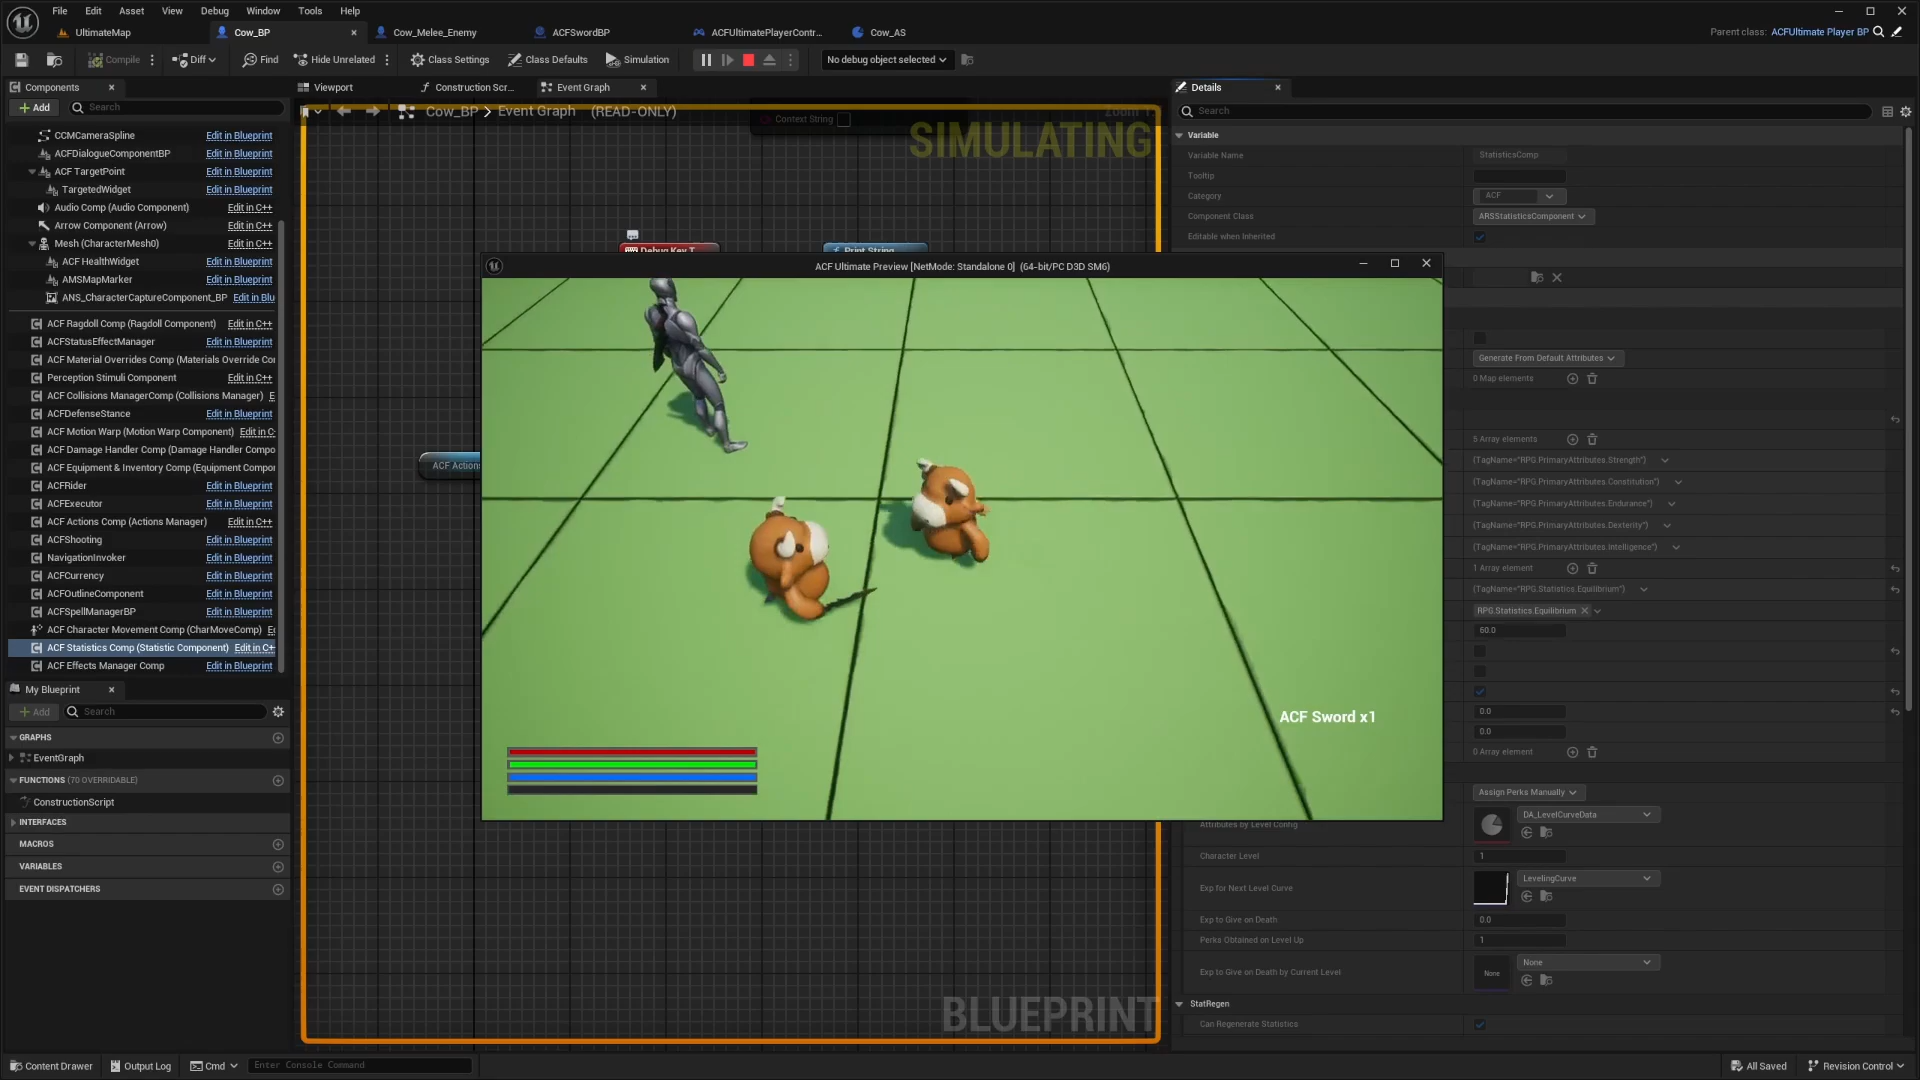 File Edit Asset View Debug Window Tools Help
UltimateMap Cow_BP Cow_Melee_Enemy ACFSwordBP ACFUltimatePlayerContr... Cow_AS
Parent class: ACFUltimate Player BP
Compile Diff Find Hide Unrelated Class Settings Class Defaults Simulation No debug object selected
Components Viewport Construction Scr... Event Graph Details
Add Search
Cow_BP > Event Graph (READ-ONLY)
Search
Context String
SIMULATING
CCMCameraSpline Edit in Blueprint
ACFDialogueComponentBP Edit in Blueprint
ACF TargetPoint Edit in Blueprint
TargetedWidget Edit in Blueprint
Audio Comp (Audio Component) Edit in C++
Arrow Component (Arrow) Edit in C++
Mesh (CharacterMesh0) Edit in C++
ACF HealthWidget Edit in Blueprint
AMSMapMarker Edit in Blueprint
ANS_CharacterCaptureComponent_BP Edit in Blu
ACF Ragdoll Comp (Ragdoll Component) Edit in C++
ACFStatusEffectManager Edit in Blueprint
ACF Material Overrides Comp (Materials Override Co
Perception Stimuli Component Edit in C++
ACF Collisions ManagerComp (Collisions Manager) E
ACFDefenseStance Edit in Blueprint
ACF Motion Warp (Motion Warp Component) Edit in C
ACF Damage Handler Comp (Damage Handler Compo
ACF Equipment & Inventory Comp (Equipment Compor
ACFRider Edit in Blueprint
ACFExecutor Edit in Blueprint
ACF Actions Comp (Actions Manager) Edit in C++
ACFShooting Edit in Blueprint
NavigationInvoker Edit in Blueprint
ACFCurrency Edit in Blueprint
ACFOutlineComponent Edit in Blueprint
ACFSpellManagerBP Edit in Blueprint
ACF Character Movement Comp (CharMoveComp)
ACF Statistics Comp (Statistic Component) Edit in C++
ACF Effects Manager Comp Edit in Blueprint
My Blueprint
Add Search
GRAPHS
EventGraph
FUNCTIONS (70 OVERRIDABLE)
ConstructionScript
INTERFACES
MACROS
VARIABLES
EVENT DISPATCHERS
Debug Key T
Print String
ACF Actions
ACF Ultimate Preview [NetMode: Standalone 0] (64-bit/PC D3D SM6)
ACF Sword x1
BLUEPRINT
Variable
Variable Name StatisticsComp
Tooltip
Category ACF
Component Class ARSStatisticsComponent
Editable when Inherited
Generate From Default Attributes
0 Map elements
5 Array elements
(TagName="RPG.PrimaryAttributes.Strength")
(TagName="RPG.PrimaryAttributes.Constitution")
(TagName="RPG.PrimaryAttributes.Endurance")
(TagName="RPG.PrimaryAttributes.Dexterity")
(TagName="RPG.PrimaryAttributes.Intelligence")
1 Array element
(TagName="RPG.Statistics.Equilibrium")
RPG.Statistics.Equilibrium
60.0
0.0
0.0
0 Array element
Assign Perks Manually
Attributes by Level Config DA_LevelCurveData
Character Level 1
Exp for Next Level Curve LevelingCurve
Exp to Give on Death 0.0
Perks Obtained on Level Up 1
Exp to Give on Death by Current Level None None
StatRegen
Can Regenerate Statistics
Content Drawer Output Log Cmd Enter Console Command All Saved Revision Control